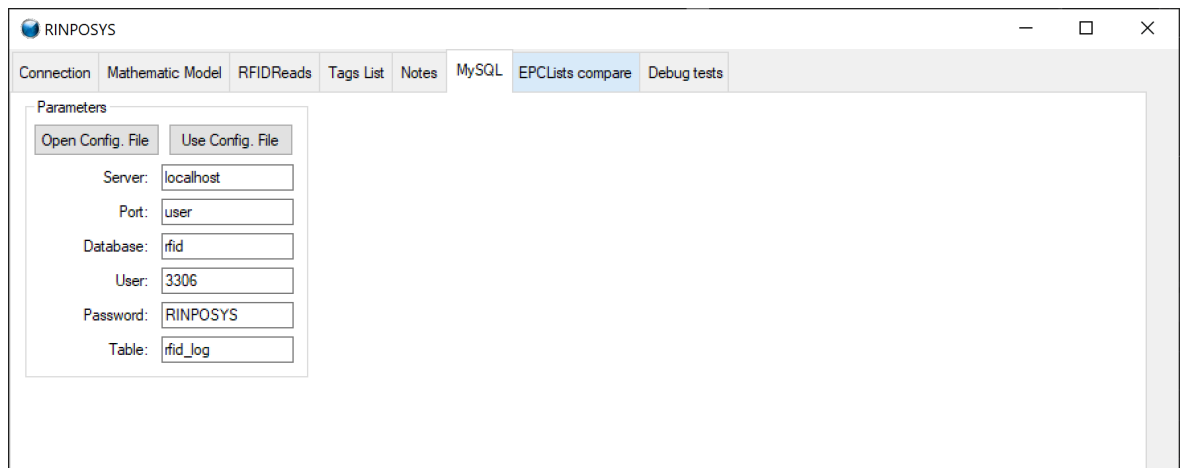 RINPOSYS
Connection Mathematic Model RFIDReads Tags List Notes MySQL EPCLists compare Debug tests
Parameters
Open Config. File Use Config. File
Server: localhost
Port: user
Database: rfid
User: 3306
Password: RINPOSYS
Table: rfid_log